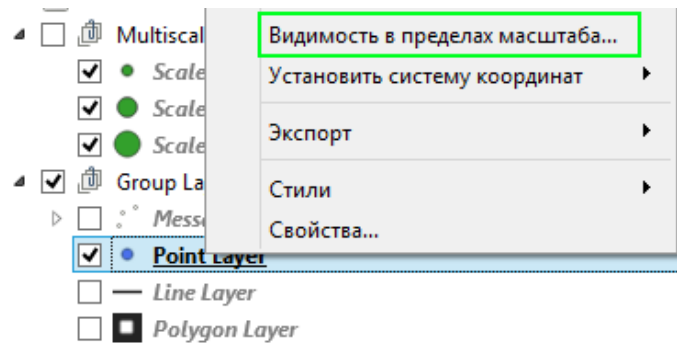 Multiscal
Scale
Scale
Scale
Group La
Messa
Point Layer
Line Layer
Polygon Layer
Видимость в пределах масштаба...
Установить систему координат
Экспорт
Стили
Свойства...